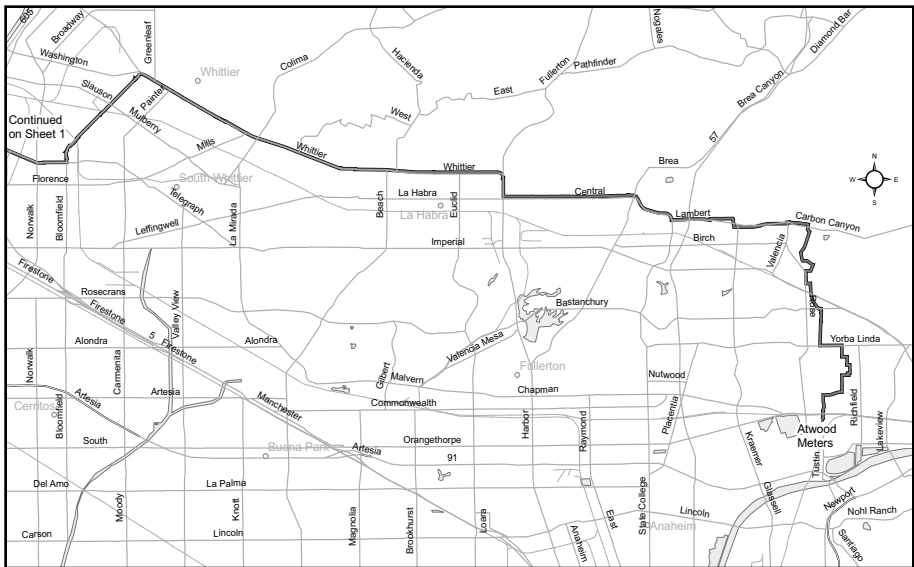 605
Broadway
Greenleaf
Nogales
Diamond Bar
Washington
Whittier
Colima
Hacienda
Fullerton
Pathfinder
Slauson
Painter
East
Brea Canyon
Continued
on Sheet 1
Mulberry
West
57
Mills
Whittier
Whittier
Brea
N
W
E
S
Florence
South Whittier
Telegraph
La Habra
Central
Norwalk
Bloomfield
La Mirada
Beach
Euclid
La Habra
Lambert
Carbon Canyon
Leffingwell
Imperial
Birch
Valencia
Firestone
Rosecrans
Firestone
Valley View
Bastanchury
Rose
5
Firestone
Alondra
Alondra
Valencia Mesa
Yorba Linda
Norwalk
Carmenita
Gilbert
Malvern
Fullerton
Nutwood
Artesia
Artesia
Chapman
Commonwealth
Cerritos
Bloomfield
Manchester
Harbor
Raymond
Placentia
Richfield
Lakeview
South
Buena Park
Artesia
Orangethorpe
91
Kraemer
Atwood
Meters
Tustin
Del Amo
La Palma
Moody
Knott
Magnolia
Brookhurst
Loara
State College
Glassell
Newport
Carson
Lincoln
Anaheim
East
Lincoln
Anaheim
Nohl Ranch
Santiago